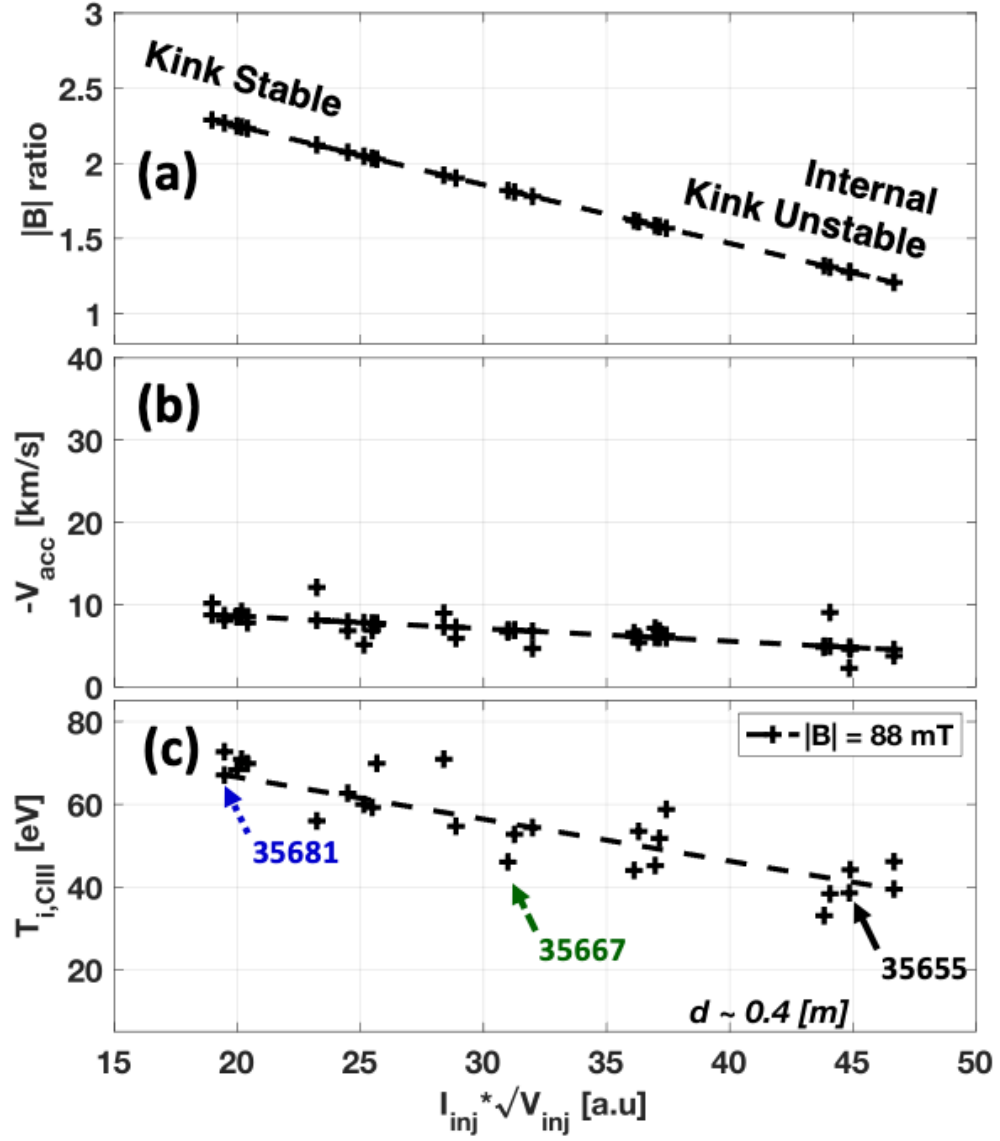 3
2.5
2
1.5
1
|B| ratio
(a)
Kink Stable
Internal
Kink Unstable
40
30
20
10
0
-V_acc [km/s]
(b)
80
60
40
20
T_i,CIII [eV]
(c)
|B| = 88 mT
35681
35667
35655
d ~ 0.4 [m]
15 20 25 30 35 40 45 50
I_inj*√V_inj [a.u]